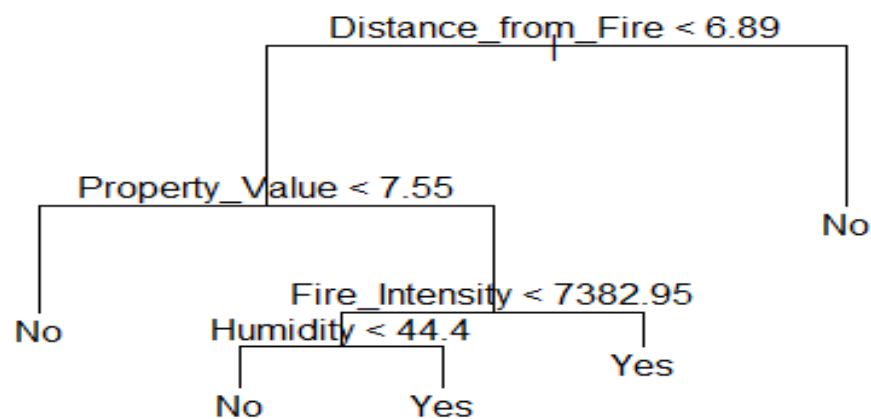 Distance_from_Fire < 6.89
Property_Value < 7.55
No
Fire_Intensity < 7382.95
No
Humidity < 44.4
Yes
No
Yes